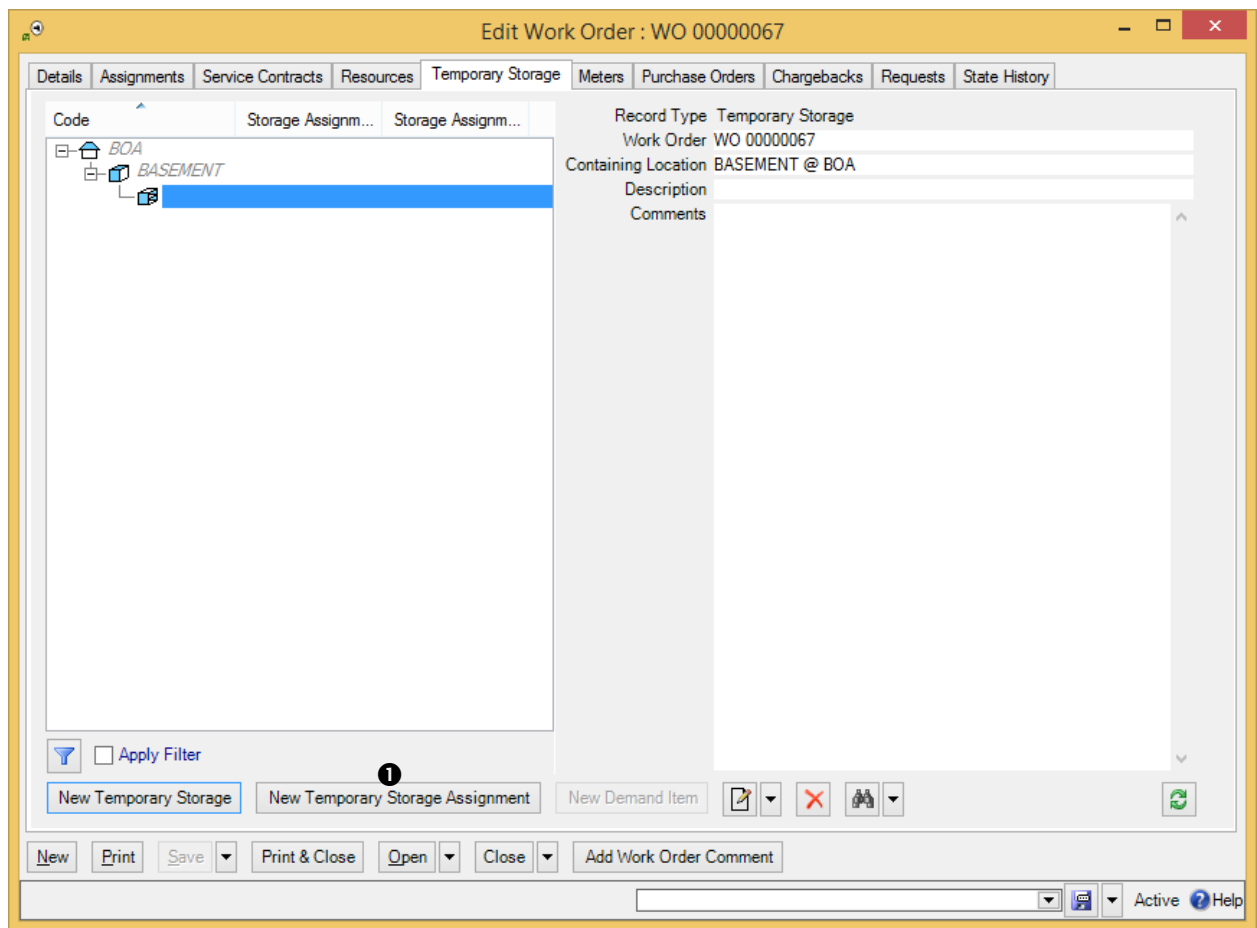 Edit Work Order : WO 00000067
Details Assignments Service Contracts Resources Temporary Storage Meters Purchase Orders Chargebacks Requests State History
Code Storage Assignm... Storage Assignm...
BOA
BASEMENT
Record Type Temporary Storage
Work Order WO 00000067
Containing Location BASEMENT @ BOA
Description
Comments
Apply Filter
❶
New Temporary Storage New Temporary Storage Assignment New Demand Item
New Print Save Print & Close Open Close Add Work Order Comment
Active Help